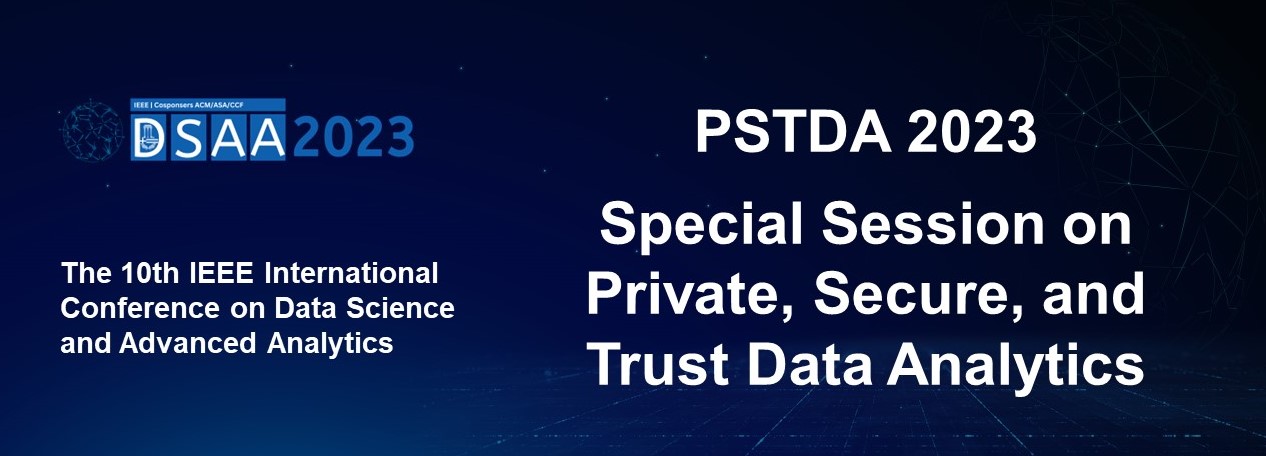 IEEE | Cosponsers ACM/ASA/CCF
DSAA 2023
The 10th IEEE International
Conference on Data Science
and Advanced Analytics
PSTDA 2023
Special Session on
Private, Secure, and
Trust Data Analytics